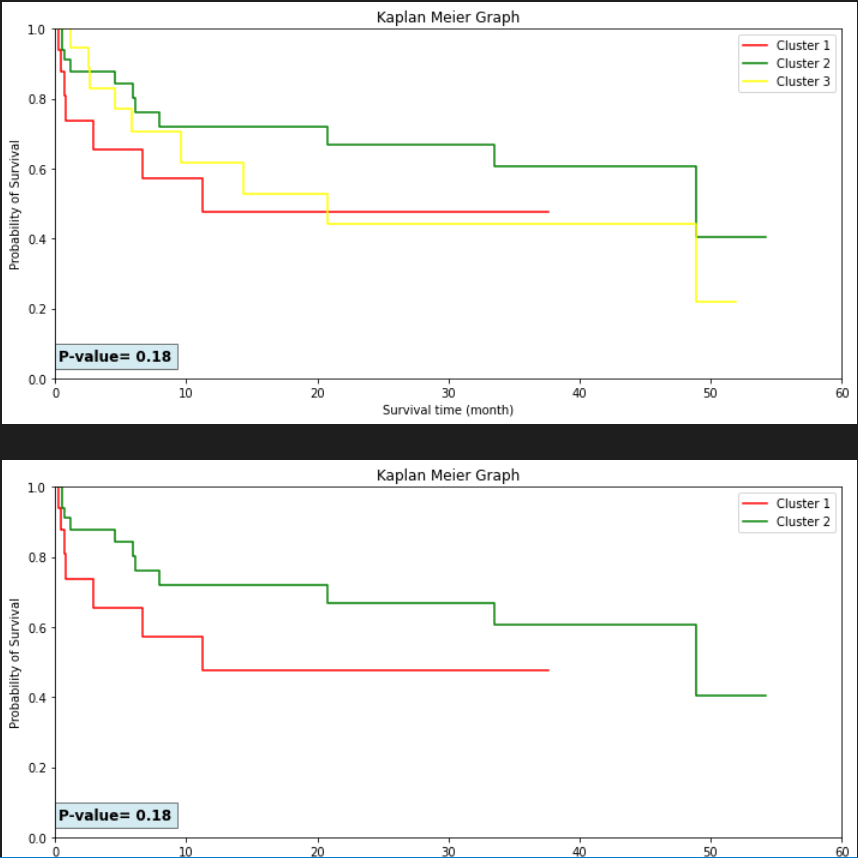 Kaplan Meier Graph
1.0
0.8
0.6
0.4
0.2
0.0
Probability of Survival
Cluster 1
Cluster 2
Cluster 3
P-value= 0.18
0 10 20 30 40 50 60
Survival time (month)
Kaplan Meier Graph
1.0
0.8
0.6
0.4
0.2
0.0
Probability of Survival
Cluster 1
Cluster 2
P-value= 0.18
0 10 20 30 40 50 60